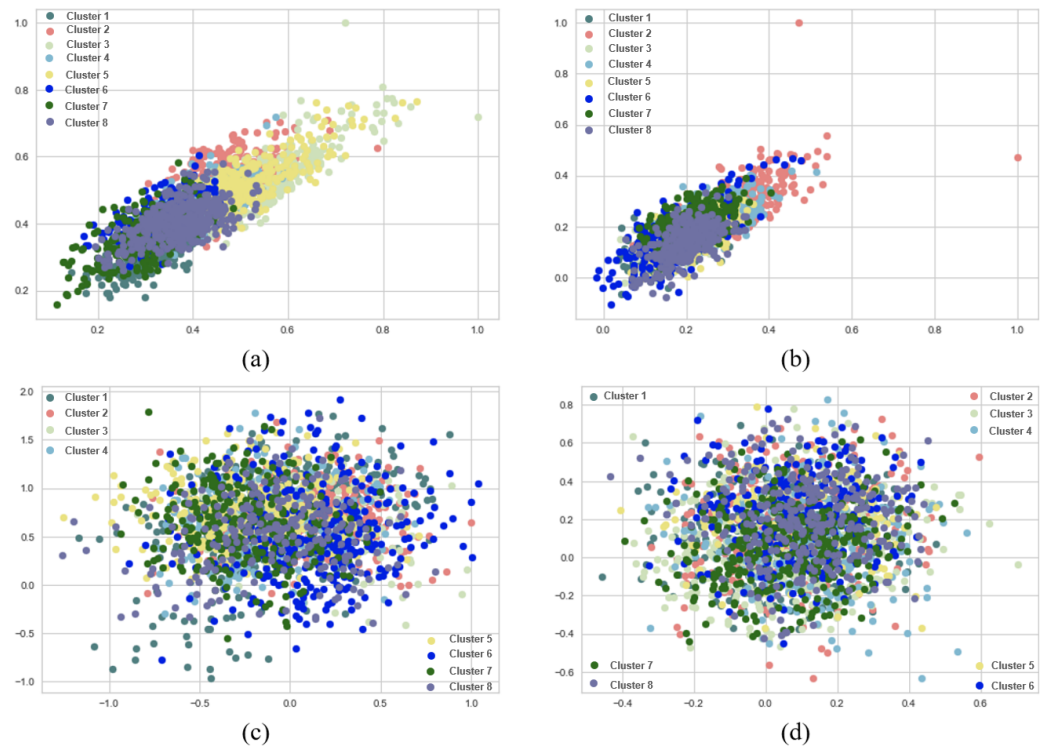 Cluster 1
Cluster 2
Cluster 3
Cluster 4
Cluster 5
Cluster 6
Cluster 7
Cluster 8
1.0
0.8
0.6
0.4
0.2
0.2 0.4 0.6 0.8 1.0
(a)
Cluster 1
Cluster 2
Cluster 3
Cluster 4
Cluster 5
Cluster 6
Cluster 7
Cluster 8
1.0
0.8
0.6
0.4
0.2
0.0
0.0 0.2 0.4 0.6 0.8 1.0
(b)
Cluster 1
Cluster 2
Cluster 3
Cluster 4
2.0
1.5
1.0
0.5
0.0
−0.5
−1.0
Cluster 5
Cluster 6
Cluster 7
Cluster 8
−1.0 −0.5 0.0 0.5 1.0
(c)
Cluster 1
Cluster 2
Cluster 3
Cluster 4
0.8
0.6
0.4
0.2
0.0
−0.2
−0.4
−0.6
Cluster 7
Cluster 8
Cluster 5
Cluster 6
−0.4 −0.2 0.0 0.2 0.4 0.6
(d)